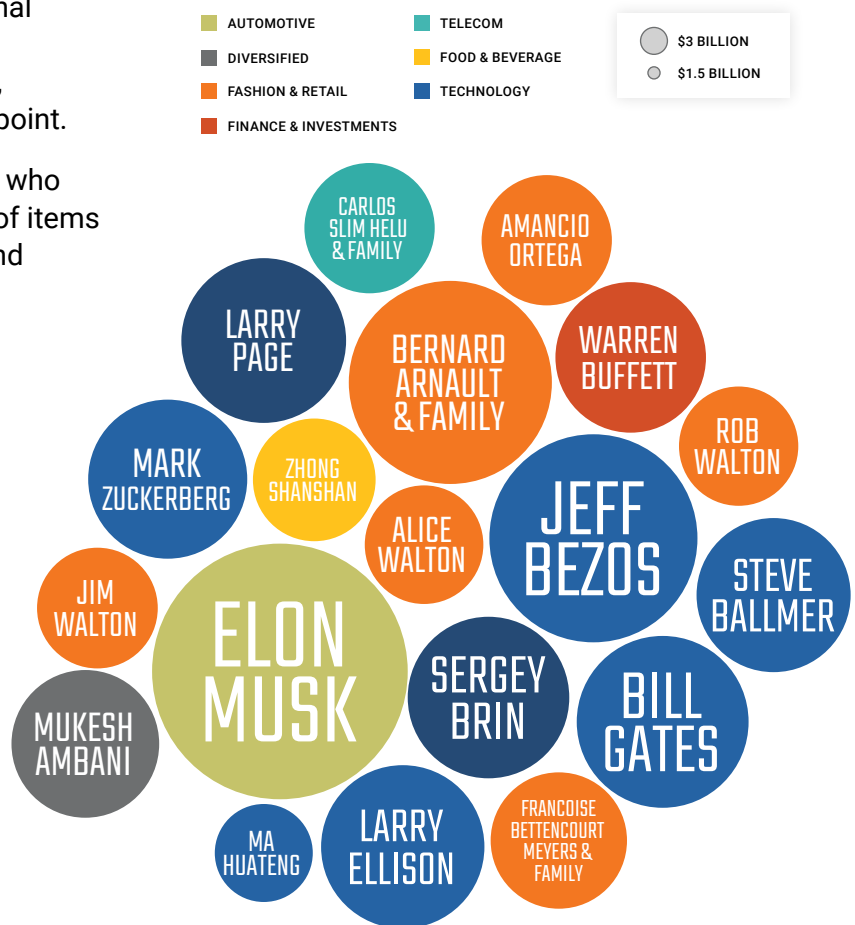 nal
,
point.
who
of items
nd
AUTOMOTIVE
DIVERSIFIED
FASHION & RETAIL
FINANCE & INVESTMENTS
TELECOM
FOOD & BEVERAGE
TECHNOLOGY
$3 BILLION
$1.5 BILLION
CARLOS
SLIM HELU
& FAMILY
AMANCIO
ORTEGA
LARRY
PAGE
BERNARD
ARNAULT
& FAMILY
WARREN
BUFFETT
ROB
WALTON
MARK
ZUCKERBERG
ZHONG
SHANSHAN
ALICE
WALTON
JEFF
BEZOS
STEVE
BALLMER
JIM
WALTON
ELON
MUSK
SERGEY
BRIN
BILL
GATES
MUKESH
AMBANI
MA
HUATENG
LARRY
ELLISON
FRANCOISE
BETTENCOURT
MEYERS &
FAMILY